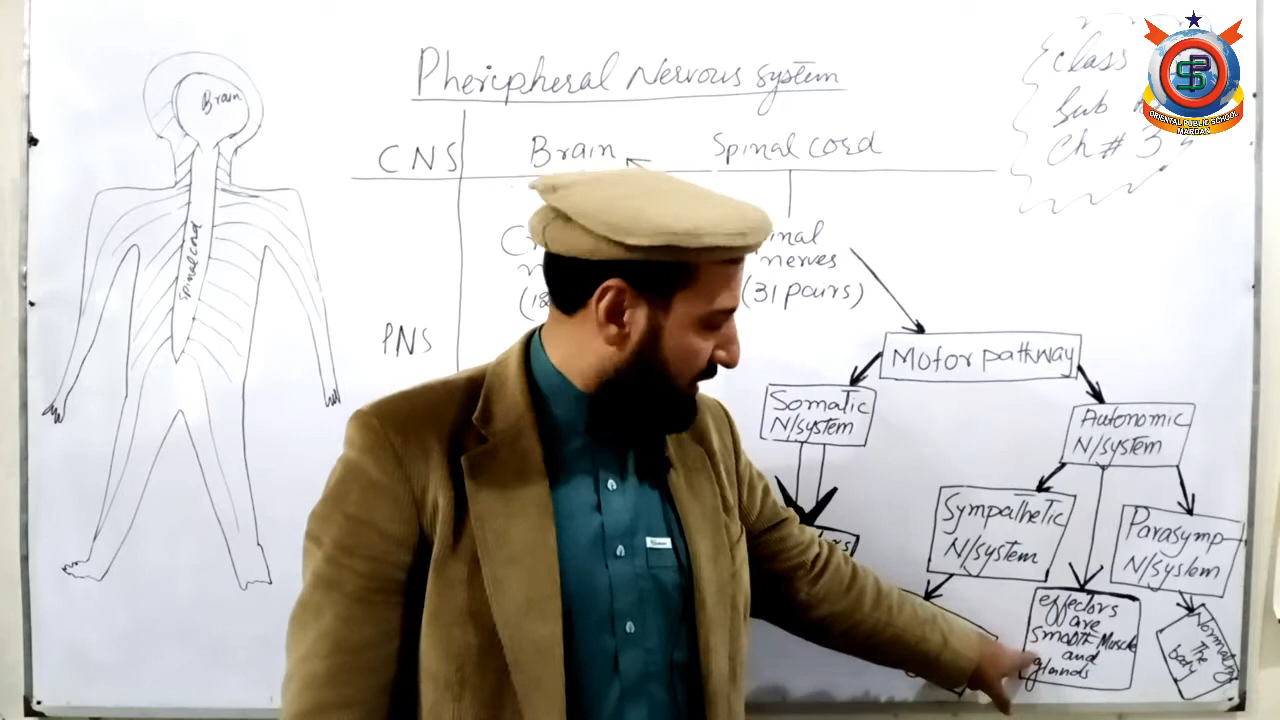 Pheripheral Nervous System
Class
Sub
Ch # 3
ORIENTAL PUBLIC SCHOOL
MARDAN
Brain
Spinal cord
CNS
Brain
Spinal cord
nerves
(31 pairs)
PNS
Motor pathway
Somatic
N/system
Autonomic
N/system
Sympathetic
N/system
Parasymp
N/system
effectors
are
Smooth Muscle
and
glands
The
body